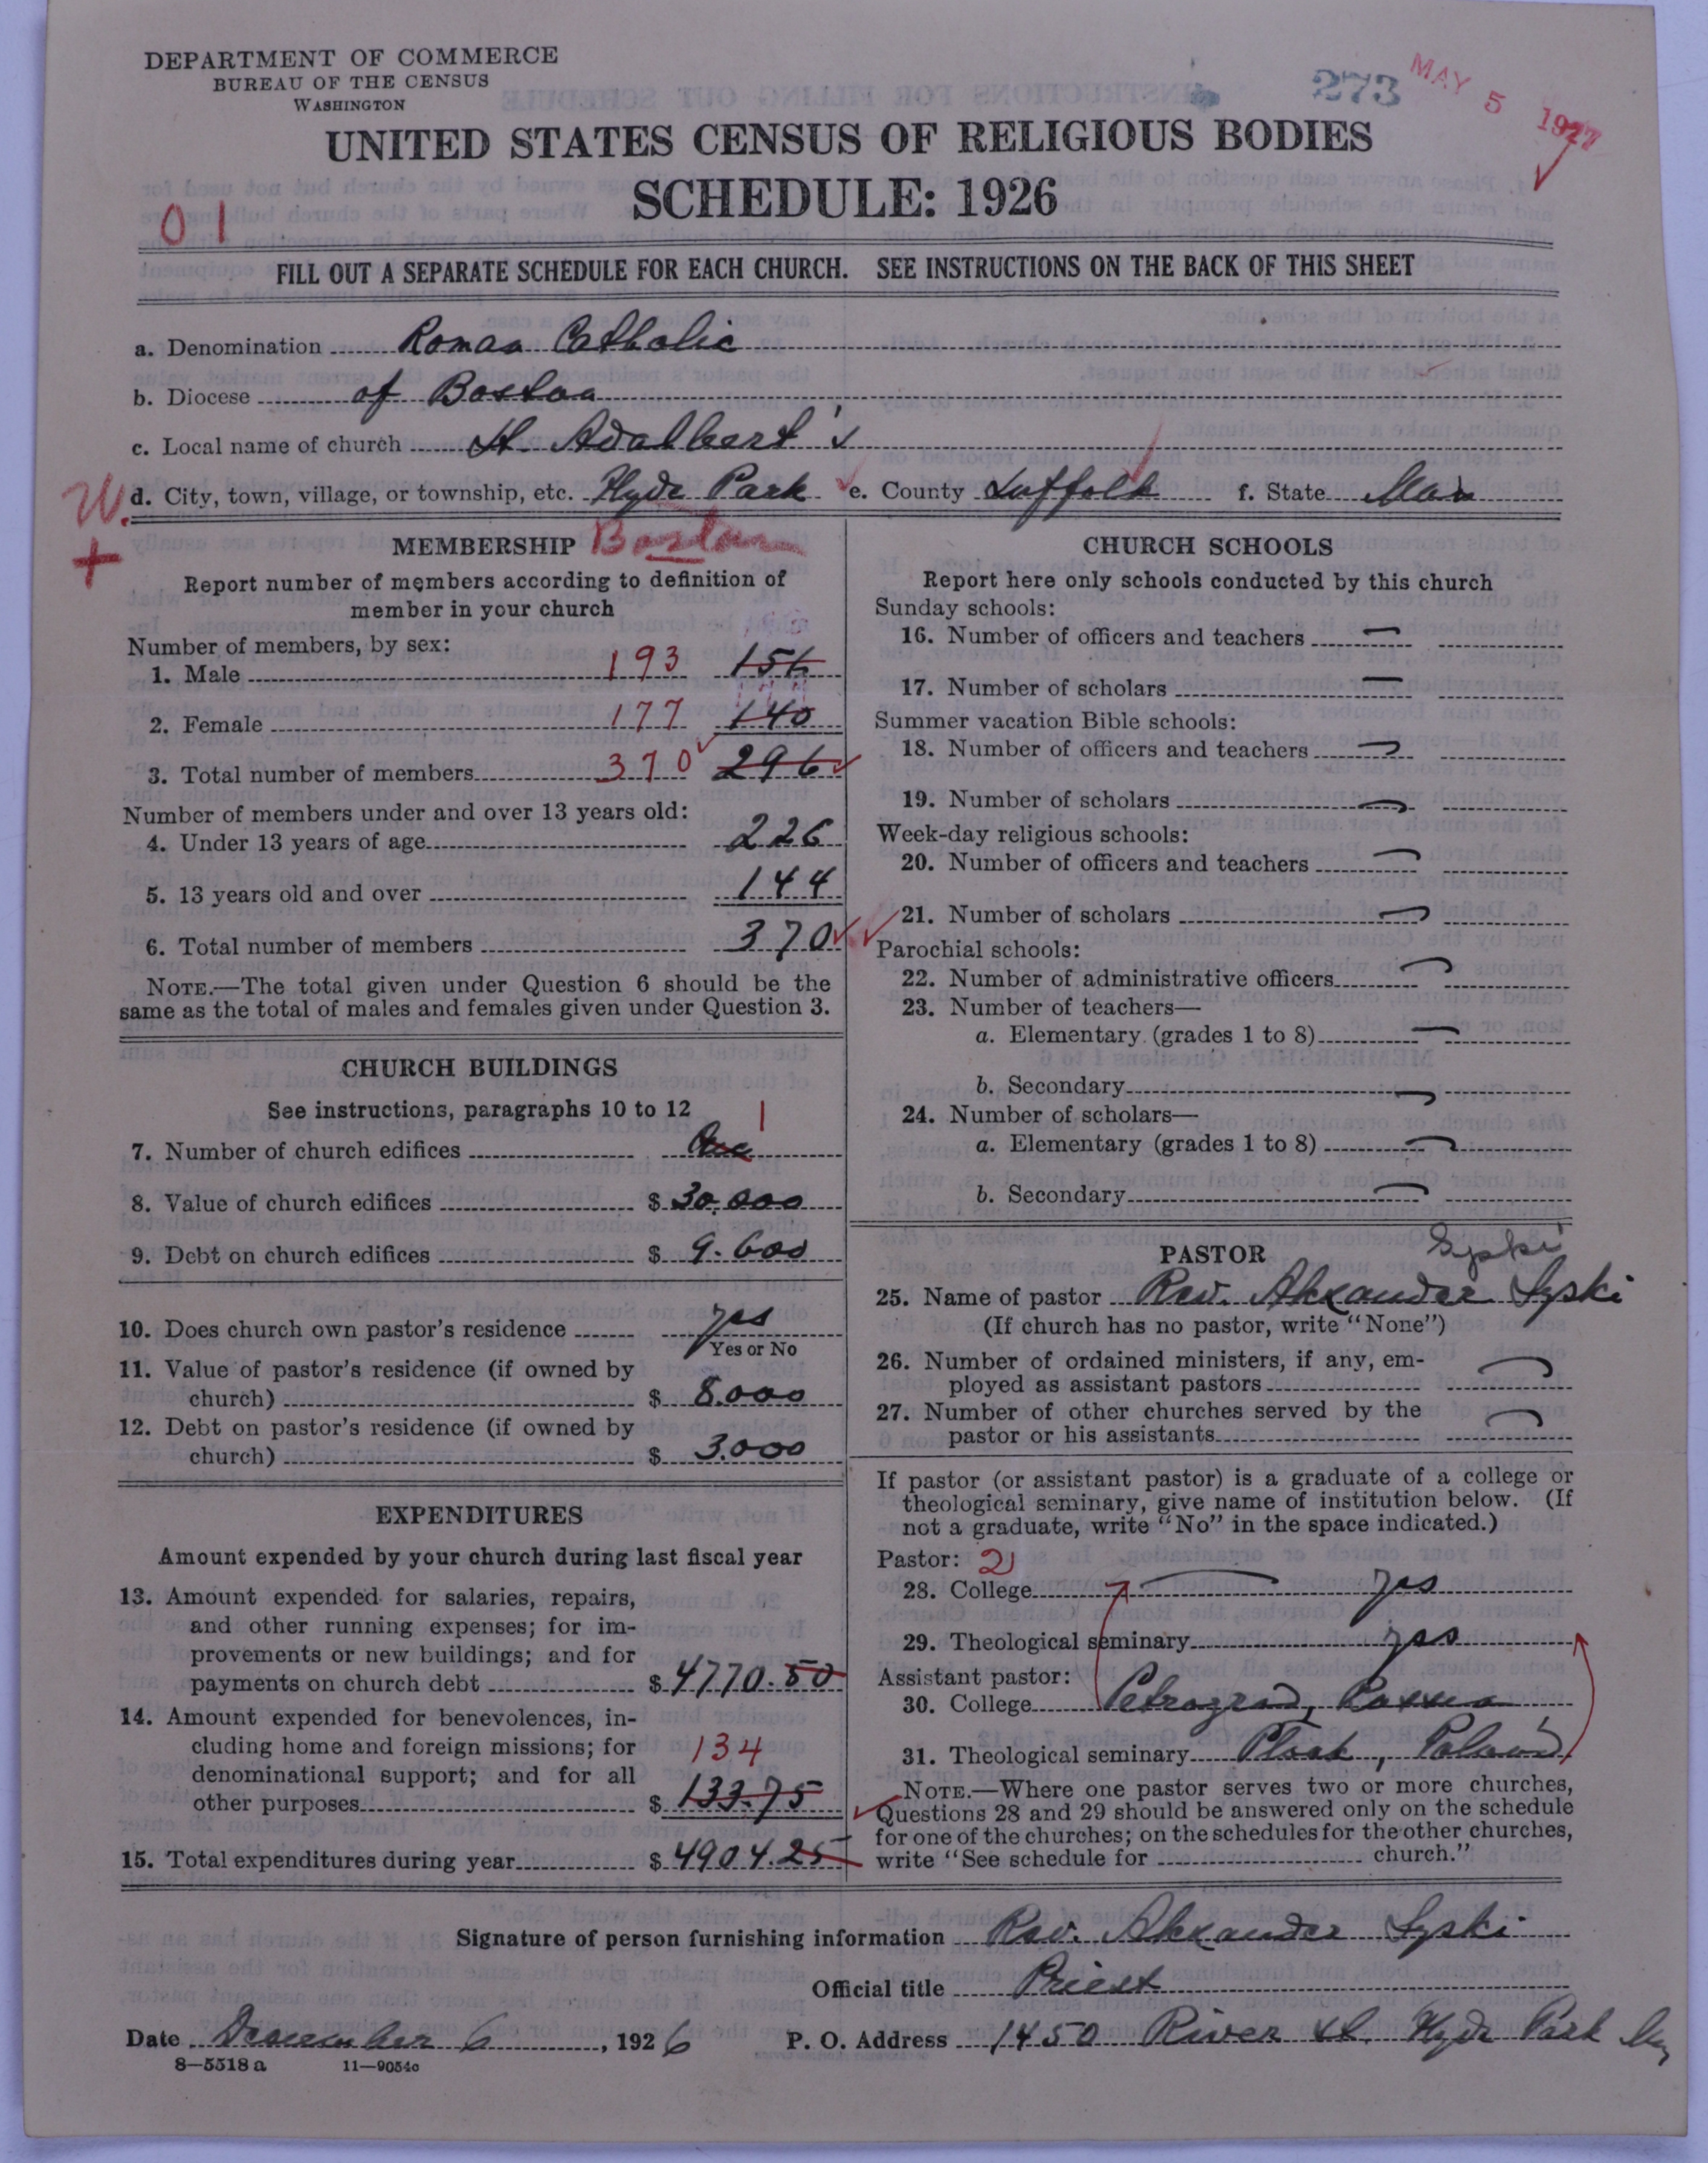 DEPARTMENT OF COMMERCE
BUREAU OF THE CENSUS
WASHINGTON
273
MAY 5 1927
UNITED STATES CENSUS OF RELIGIOUS BODIES
SCHEDULE: 1926
01
FILL OUT A SEPARATE SCHEDULE FOR EACH CHURCH. SEE INSTRUCTIONS ON THE BACK OF THIS SHEET
a. Denomination Roman Catholic
b. Diocese of Boston
c. Local name of church St. Adalbert's
W. d. City, town, village, or township, etc. Hyde Park e. County Suffolk f. State Mass
+
MEMBERSHIP Boston
Report number of members according to definition of
member in your church
Number of members, by sex:
1. Male 193 156
2. Female 177 140
3. Total number of members 370 296
Number of members under and over 13 years old:
4. Under 13 years of age 226
5. 13 years old and over 144
6. Total number of members 370
NOTE.—The total given under Question 6 should be the
same as the total of males and females given under Question 3.
CHURCH BUILDINGS
See instructions, paragraphs 10 to 12
1
7. Number of church edifices One
8. Value of church edifices $ 30.000
9. Debt on church edifices $ 9.600
10. Does church own pastor's residence yes
Yes or No
11. Value of pastor's residence (if owned by
church) $ 8.000
12. Debt on pastor's residence (if owned by
church) $ 3.000
EXPENDITURES
Amount expended by your church during last fiscal year
13. Amount expended for salaries, repairs,
and other running expenses; for im-
provements or new buildings; and for
payments on church debt $ 4770.50
14. Amount expended for benevolences, in-
cluding home and foreign missions; for 134
denominational support; and for all
other purposes $ 133.75
15. Total expenditures during year $ 4904.25
CHURCH SCHOOLS
Report here only schools conducted by this church
Sunday schools:
16. Number of officers and teachers —
17. Number of scholars —
Summer vacation Bible schools:
18. Number of officers and teachers —
19. Number of scholars —
Week-day religious schools:
20. Number of officers and teachers —
21. Number of scholars —
Parochial schools:
22. Number of administrative officers —
23. Number of teachers—
a. Elementary (grades 1 to 8) —
b. Secondary —
24. Number of scholars—
a. Elementary (grades 1 to 8) —
b. Secondary —
PASTOR Syski
25. Name of pastor Rev. Alexander Syski
(If church has no pastor, write "None")
26. Number of ordained ministers, if any, em-
ployed as assistant pastors —
27. Number of other churches served by the
pastor or his assistants —
If pastor (or assistant pastor) is a graduate of a college or
theological seminary, give name of institution below. (If
not a graduate, write "No" in the space indicated.)
Pastor: 2
28. College — yes
29. Theological seminary yes
Assistant pastor:
30. College Petrograd, Russia
31. Theological seminary Plock, Poland
NOTE.—Where one pastor serves two or more churches,
Questions 28 and 29 should be answered only on the schedule
for one of the churches; on the schedules for the other churches,
write "See schedule for church."
Signature of person furnishing information Rev. Alexander Syski
Official title Priest
Date December 6, 1926 P. O. Address 1450 River St. Hyde Park
8—5518 a 11—9054c